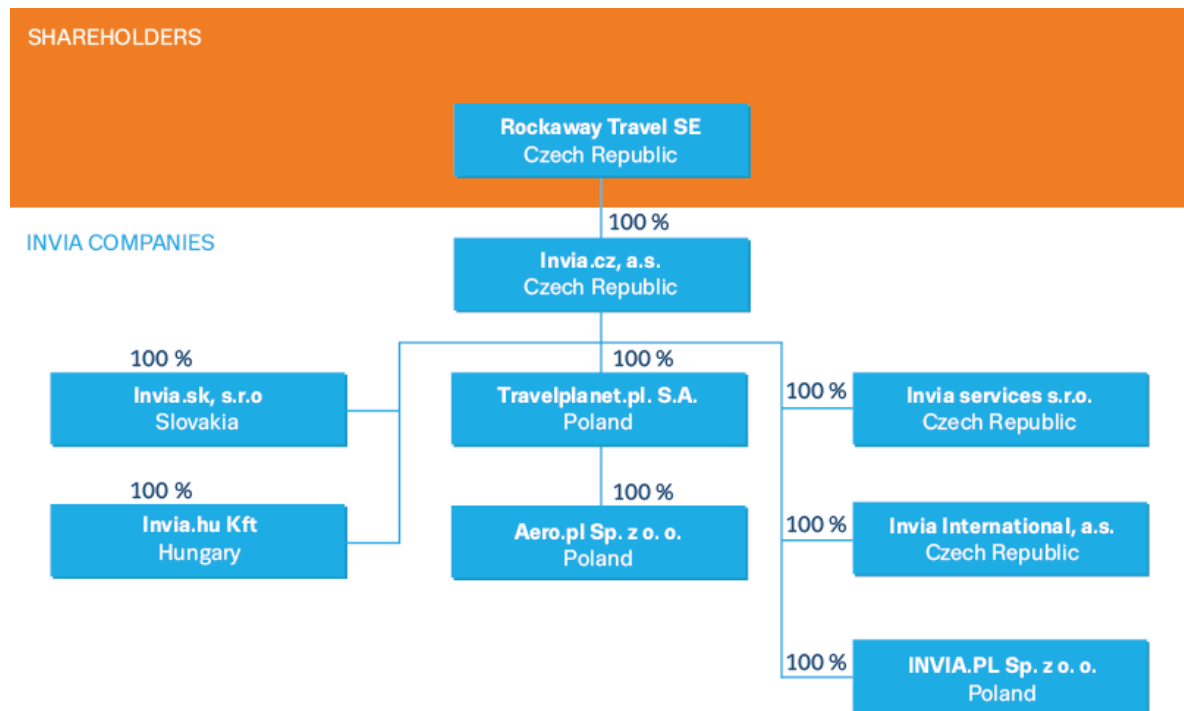 SHAREHOLDERS
Rockaway Travel SE
Czech Republic
100 %
INVIA COMPANIES
Invia.cz, a.s.
Czech Republic
100 %
Invia.sk, s.r.o
Slovakia
100 %
Travelplanet.pl. S.A.
Poland
100 %
Invia services s.r.o.
Czech Republic
100 %
Invia.hu Kft
Hungary
100 %
Aero.pl Sp. z o. o.
Poland
100 %
Invia International, a.s.
Czech Republic
100 %
INVIA.PL Sp. z o. o.
Poland